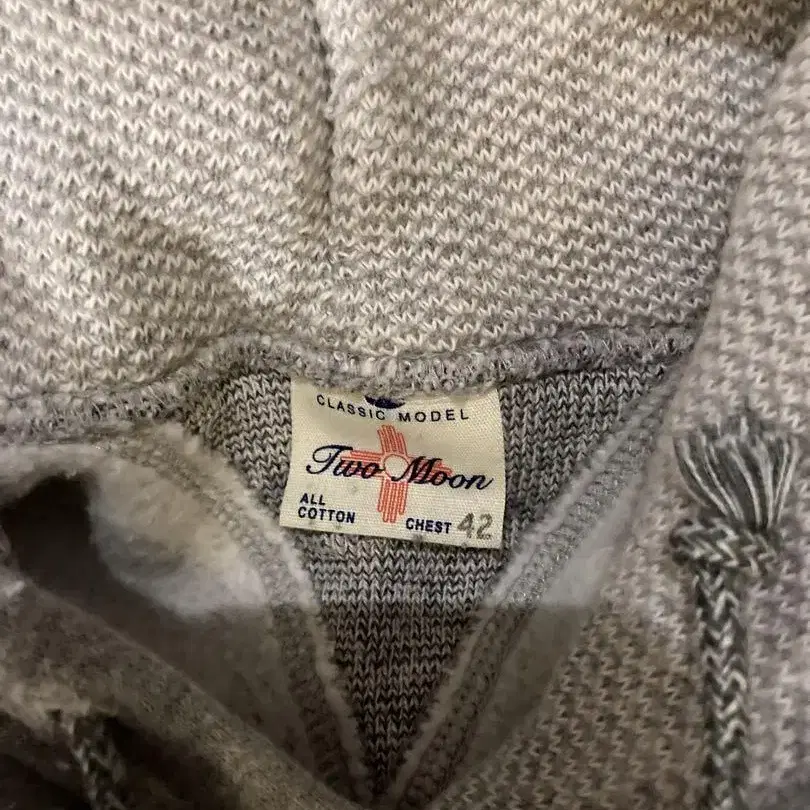 CLASSIC MODEL
Two Moon
ALL
COTTON
CHEST 42